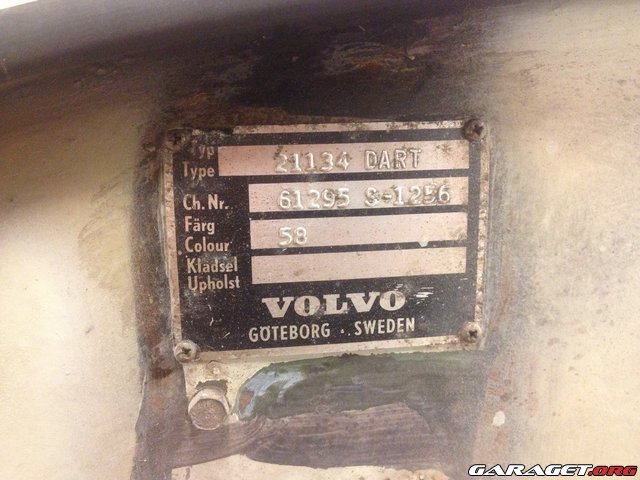 Typ
Type 21134 DART
Ch.Nr. 61295 S-1256
Färg
Colour 58
Klädsel
Upholst
VOLVO
GÖTEBORG . SWEDEN
GARAGET.ORG